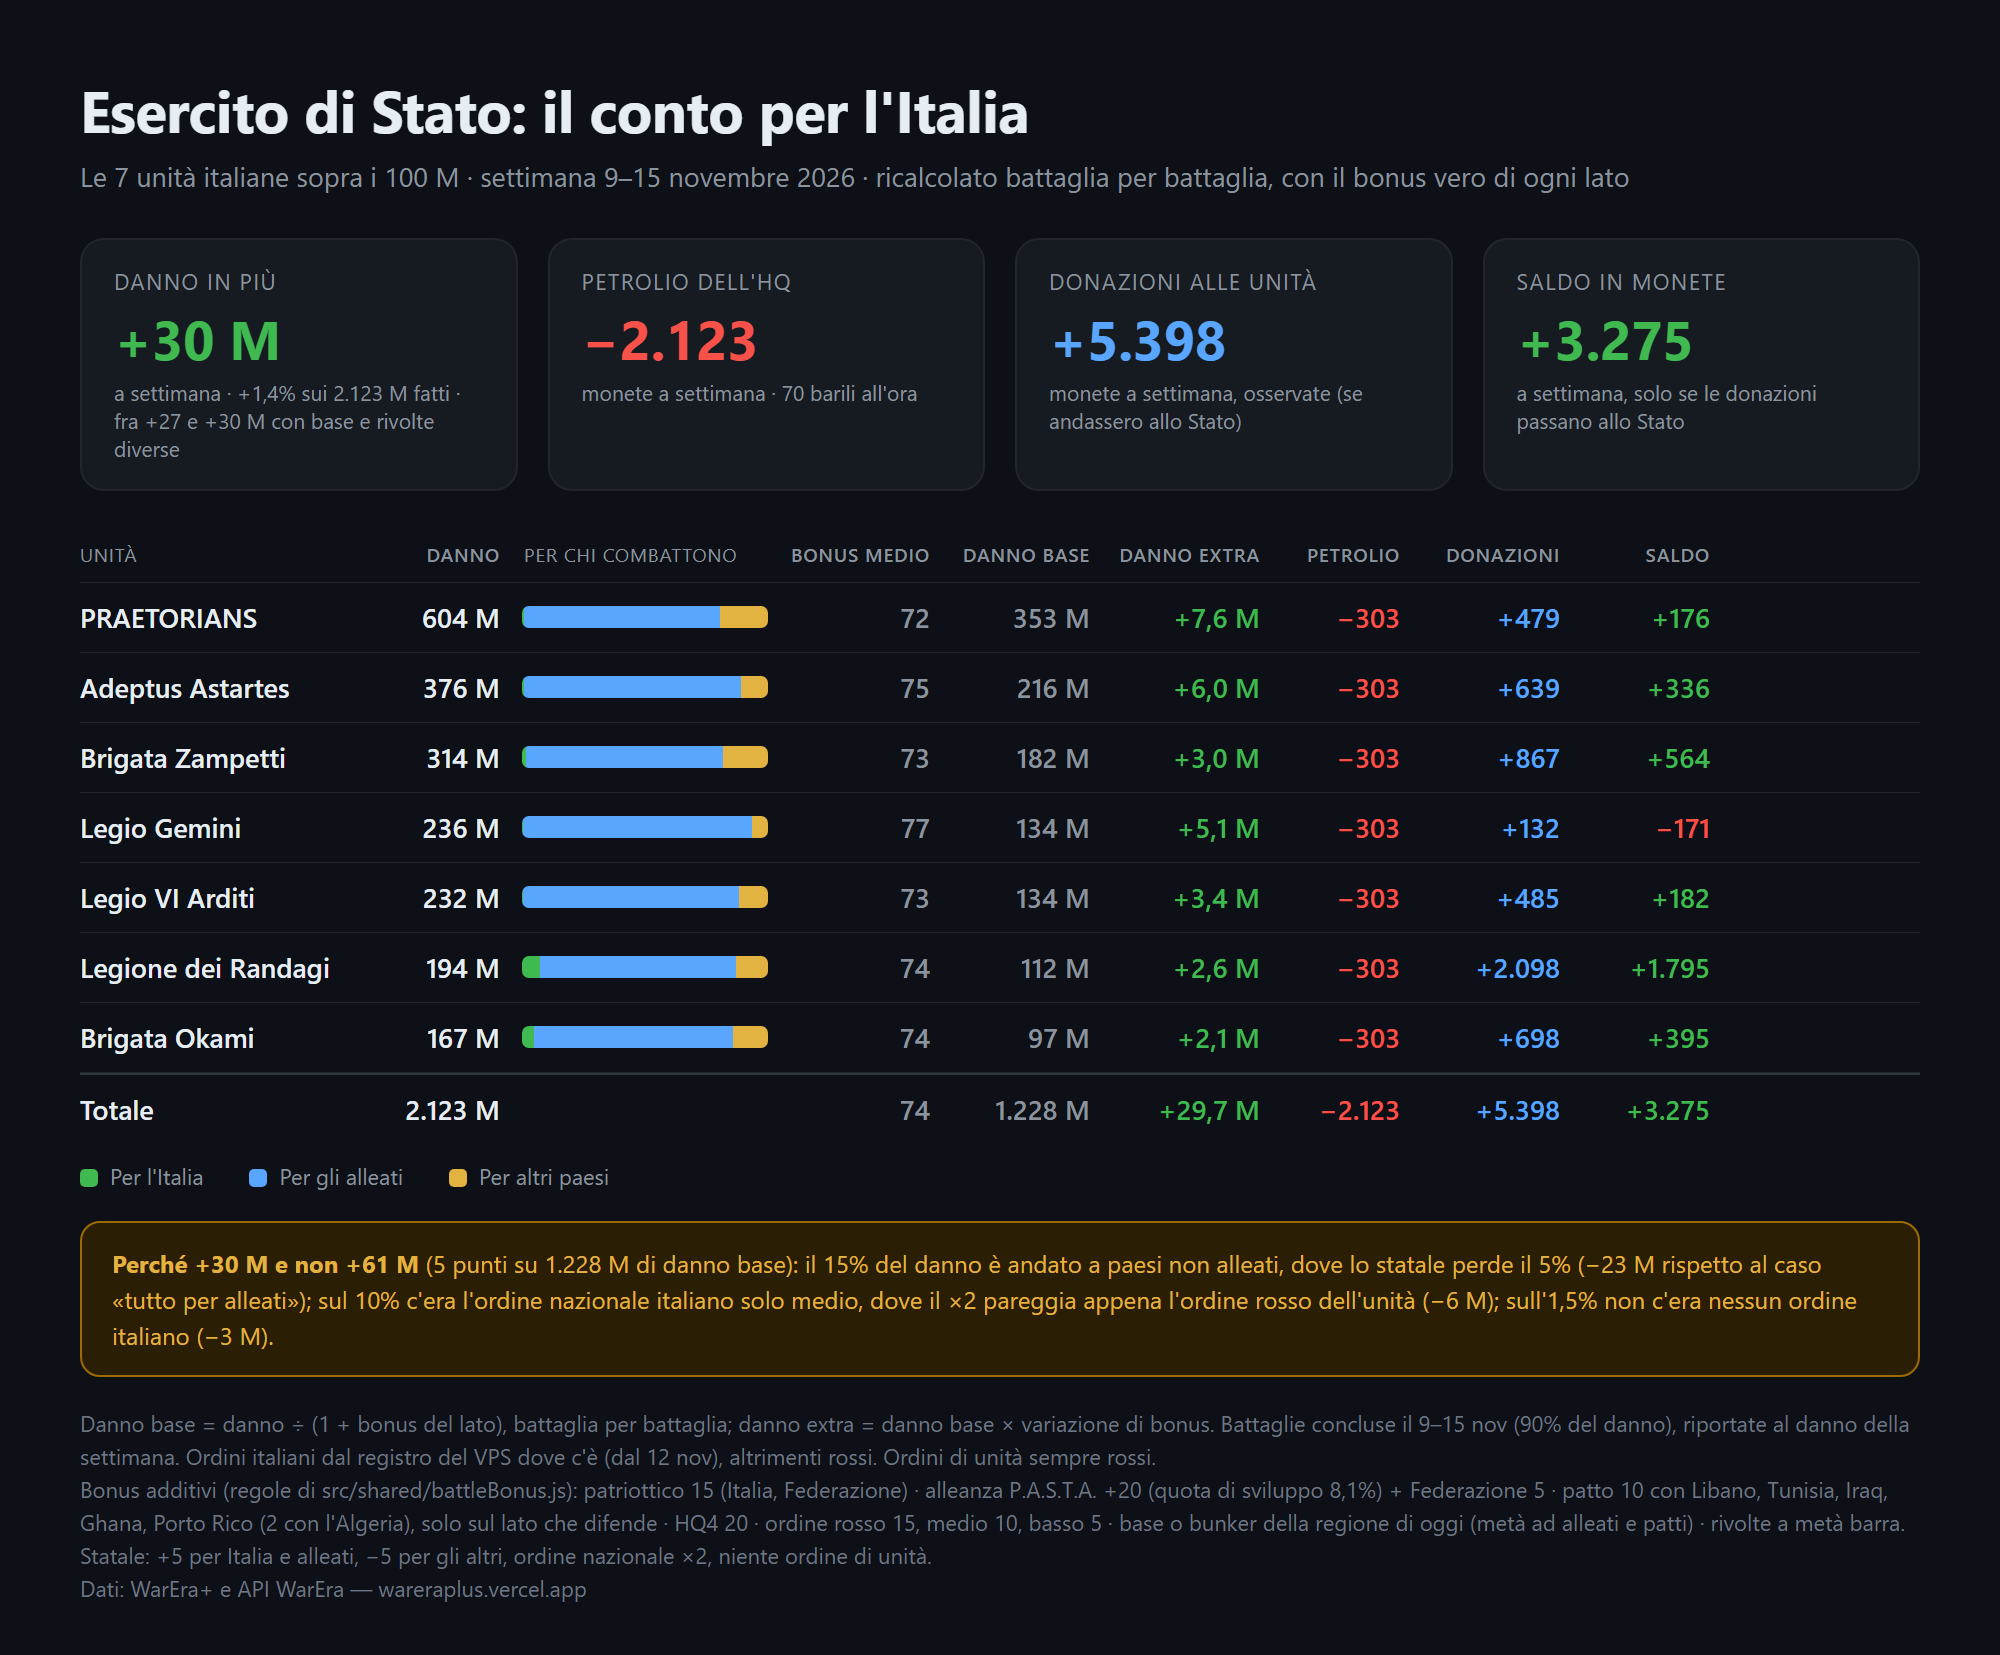 Esercito di Stato: il conto per l'Italia
Le 7 unità italiane sopra i 100 M · settimana 9–15 novembre 2026 · ricalcolato battaglia per battaglia, con il bonus vero di ogni lato
DANNO IN PIÙ
+30 M
a settimana · +1,4% sui 2.123 M fatti ·
fra +27 e +30 M con base e rivolte
diverse
PETROLIO DELL'HQ
−2.123
monete a settimana · 70 barili all'ora
DONAZIONI ALLE UNITÀ
+5.398
monete a settimana, osservate (se
andassero allo Stato)
SALDO IN MONETE
+3.275
a settimana, solo se le donazioni
passano allo Stato
UNITÀ DANNO PER CHI COMBATTONO BONUS MEDIO DANNO BASE DANNO EXTRA PETROLIO DONAZIONI SALDO
PRAETORIANS 604 M 72 353 M +7,6 M −303 +479 +176
Adeptus Astartes 376 M 75 216 M +6,0 M −303 +639 +336
Brigata Zampetti 314 M 73 182 M +3,0 M −303 +867 +564
Legio Gemini 236 M 77 134 M +5,1 M −303 +132 −171
Legio VI Arditi 232 M 73 134 M +3,4 M −303 +485 +182
Legione dei Randagi 194 M 74 112 M +2,6 M −303 +2.098 +1.795
Brigata Okami 167 M 74 97 M +2,1 M −303 +698 +395
Totale 2.123 M 74 1.228 M +29,7 M −2.123 +5.398 +3.275
Per l'Italia Per gli alleati Per altri paesi
Perché +30 M e non +61 M (5 punti su 1.228 M di danno base): il 15% del danno è andato a paesi non alleati, dove lo statale perde il 5% (−23 M rispetto al caso
«tutto per alleati»); sul 10% c'era l'ordine nazionale italiano solo medio, dove il ×2 pareggia appena l'ordine rosso dell'unità (−6 M); sull'1,5% non c'era nessun ordine
italiano (−3 M).
Danno base = danno ÷ (1 + bonus del lato), battaglia per battaglia; danno extra = danno base × variazione di bonus. Battaglie concluse il 9–15 nov (90% del danno), riportate al danno della
settimana. Ordini italiani dal registro del VPS dove c'è (dal 12 nov), altrimenti rossi. Ordini di unità sempre rossi.
Bonus additivi (regole di src/shared/battleBonus.js): patriottico 15 (Italia, Federazione) · alleanza P.A.S.T.A. +20 (quota di sviluppo 8,1%) + Federazione 5 · patto 10 con Libano, Tunisia, Iraq,
Ghana, Porto Rico (2 con l'Algeria), solo sul lato che difende · HQ4 20 · ordine rosso 15, medio 10, basso 5 · base o bunker della regione di oggi (metà ad alleati e patti) · rivolte a metà barra.
Statale: +5 per Italia e alleati, −5 per gli altri, ordine nazionale ×2, niente ordine di unità.
Dati: WarEra+ e API WarEra — wareraplus.vercel.app